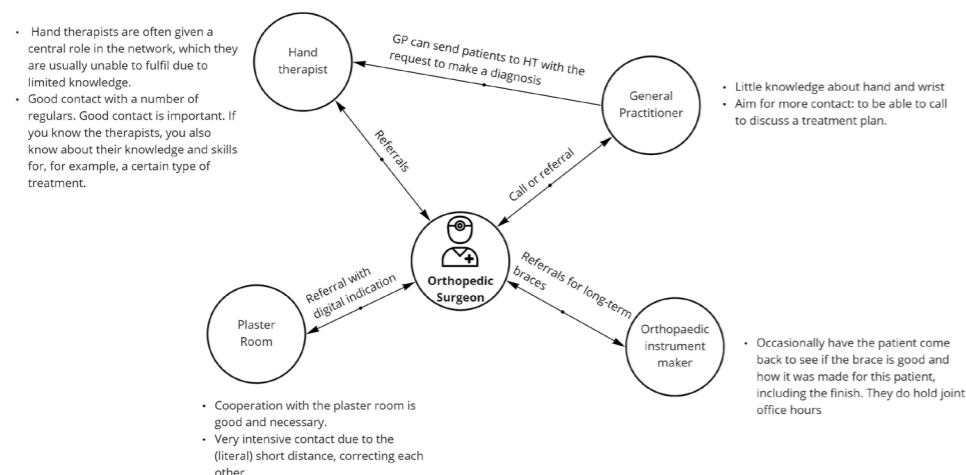 • Hand therapists are often given a
central role in the network, which they
are usually unable to fulfil due to
limited knowledge.
• Good contact with a number of
regulars. Good contact is important. If
you know the therapists, you also
know about their knowledge and skills
for, for example, a certain type of
treatment.
Hand
therapist
GP can send patients to HT with the
request to make a diagnosis
General
Practitioner
• Little knowledge about hand and wrist
• Aim for more contact: to be able to call
to discuss a treatment plan.
Referrals
Call or referral
Orthopedic
Surgeon
Referral with
digital indication
Plaster
Room
Referrals for long-term
braces
Orthopaedic
instrument
maker
• Occasionally have the patient come
back to see if the brace is good and
how it was made for this patient,
including the finish. They do hold joint
office hours
• Cooperation with the plaster room is
good and necessary.
• Very intensive contact due to the
(literal) short distance, correcting each
other